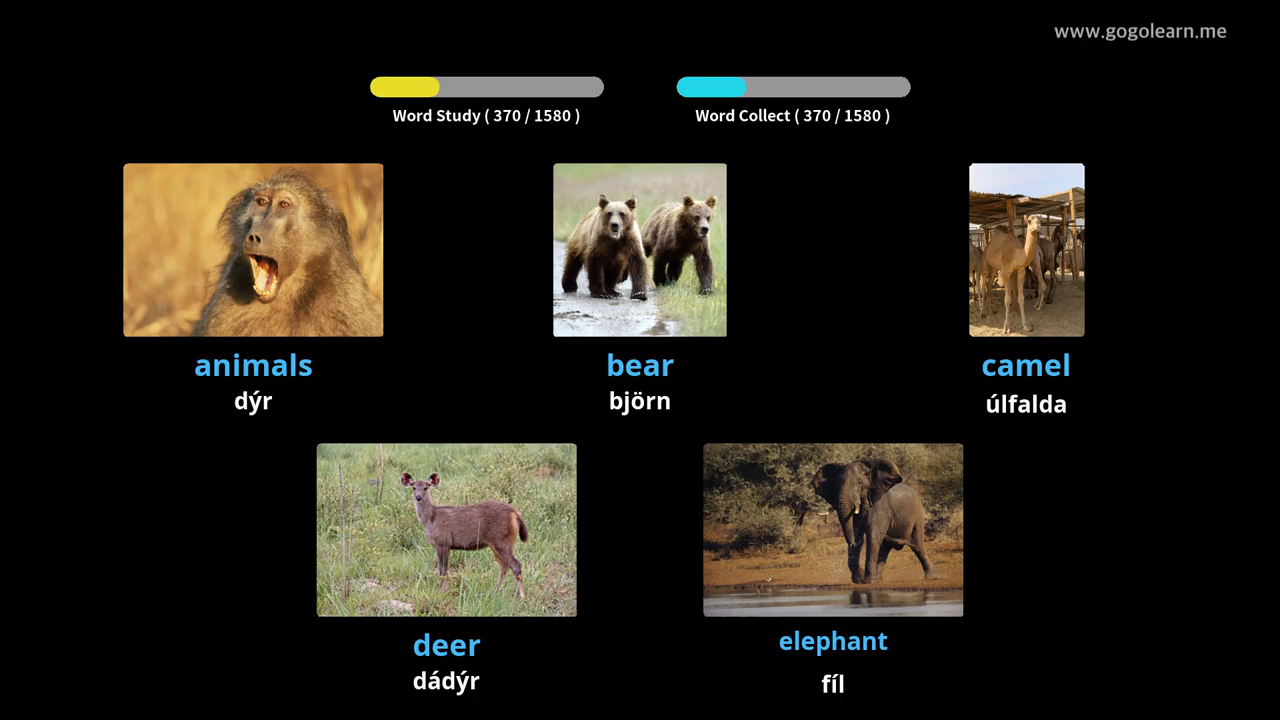 www.gogolearn.me
Word Study ( 370 / 1580 )
Word Collect ( 370 / 1580 )
animals
dýr
bear
björn
camel
úlfalda
deer
dádýr
elephant
fíl